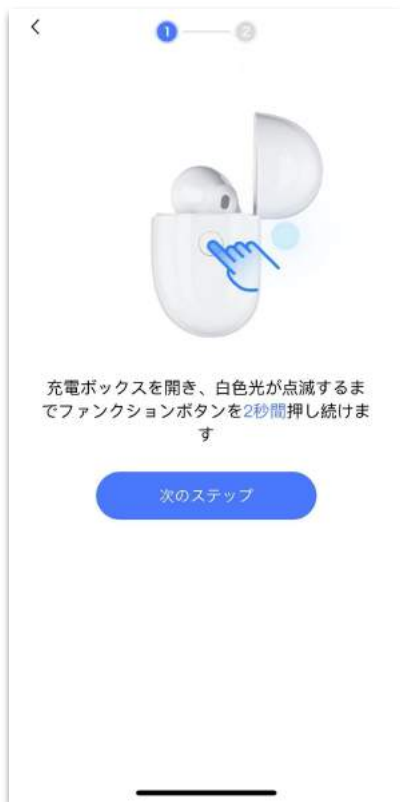 1 2
充電ボックスを開き、白色光が点滅するま
でファンクションボタンを2秒間押し続けま
す
次のステップ